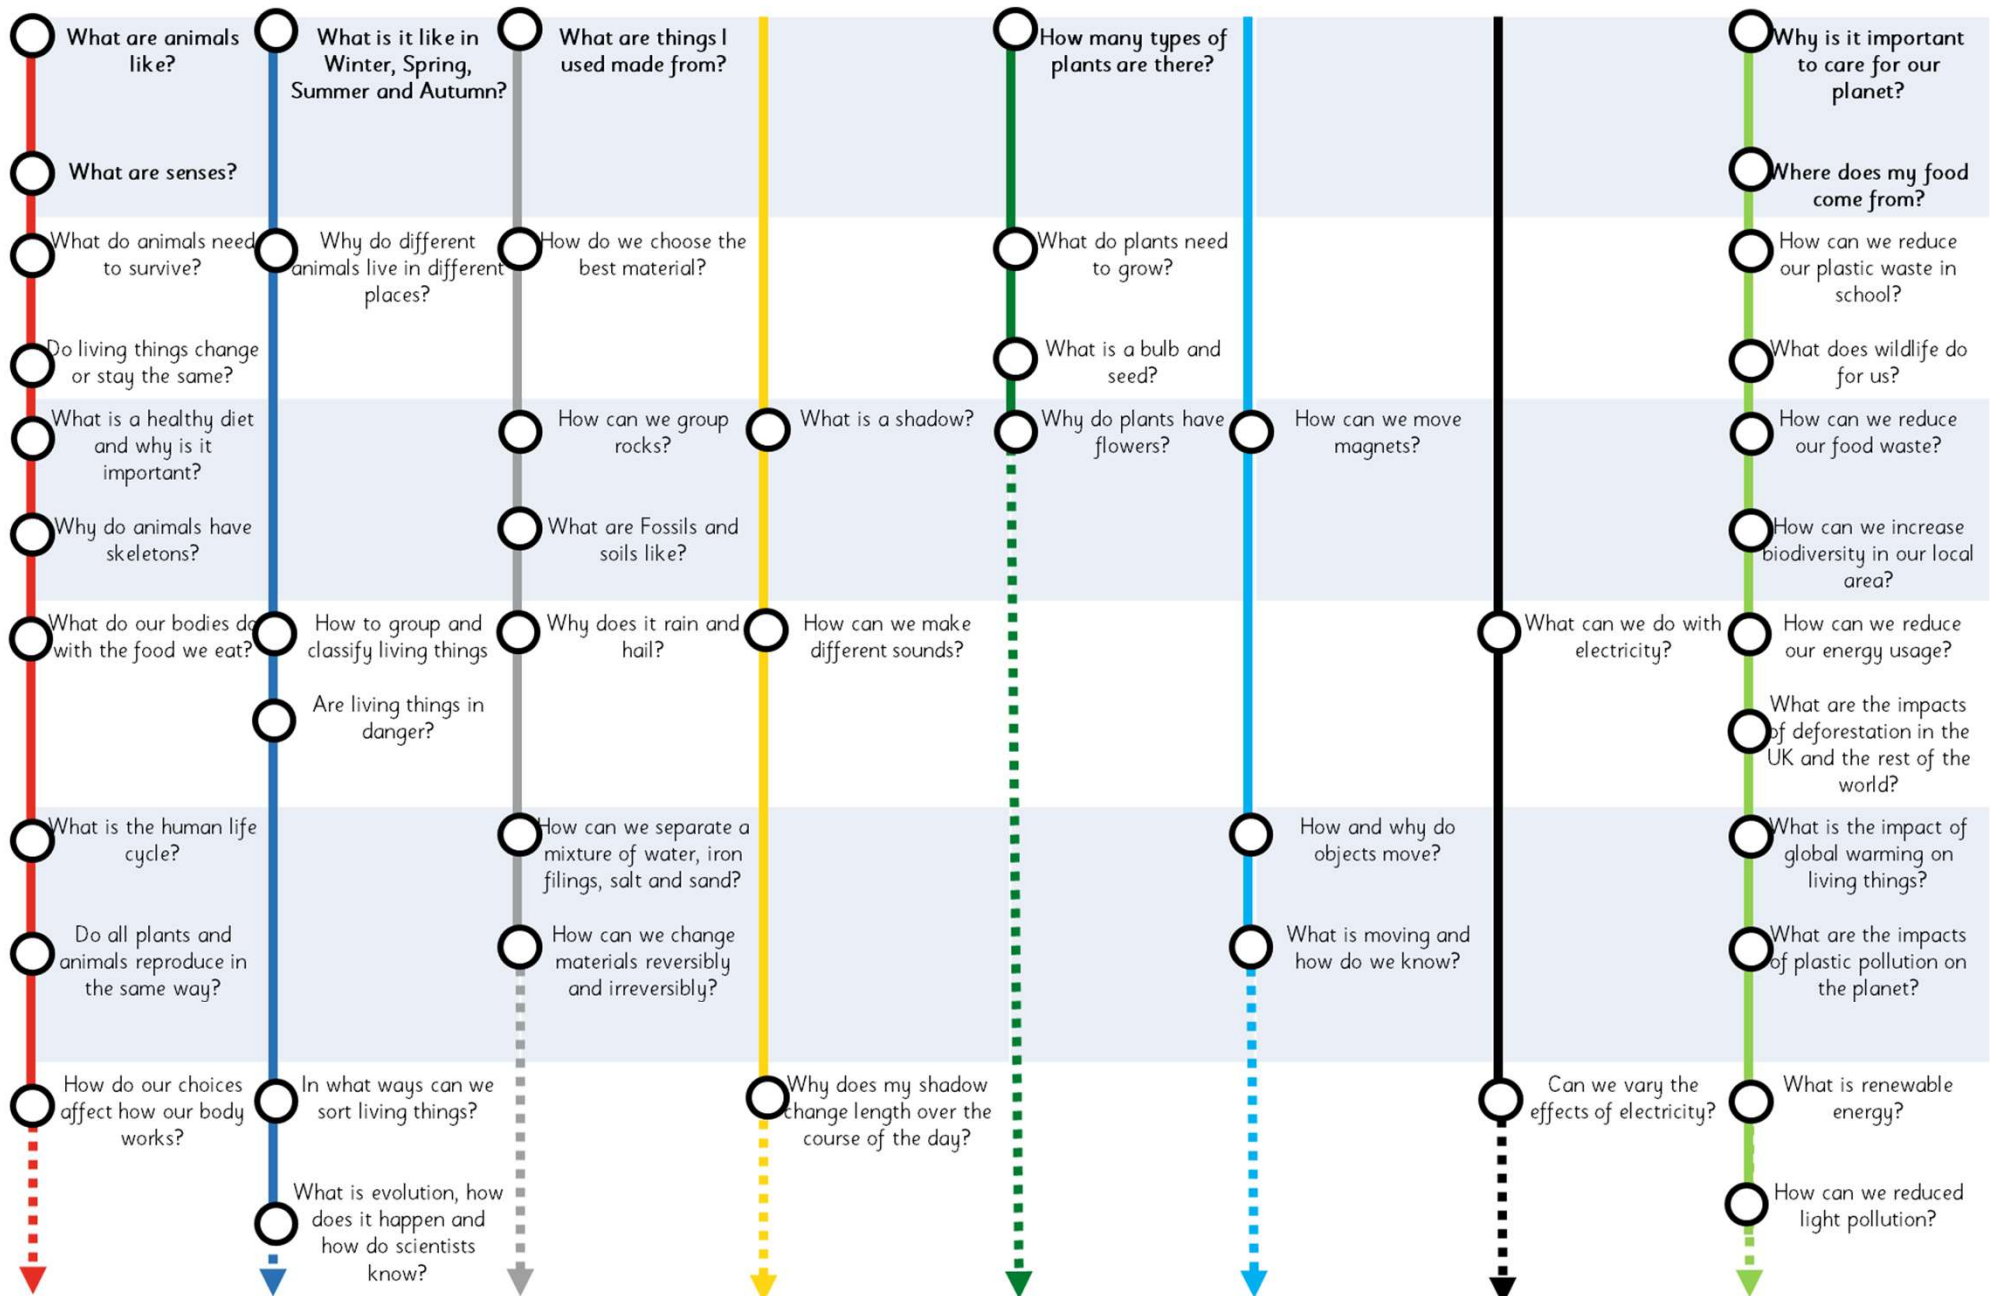 What are animals
like?
What is it like in
Winter, Spring,
Summer and Autumn?
What are things I
used made from?
How many types of
plants are there?
Why is it important
to care for our
planet?
What are senses?
Where does my food
come from?
What do animals need
to survive?
Why do different
animals live in different
places?
How do we choose the
best material?
What do plants need
to grow?
How can we reduce
our plastic waste in
school?
Do living things change
or stay the same?
What is a bulb and
seed?
What does wildlife do
for us?
What is a healthy diet
and why is it
important?
How can we group
rocks?
What is a shadow?
Why do plants have
flowers?
How can we move
magnets?
How can we reduce
our food waste?
Why do animals have
skeletons?
What are Fossils and
soils like?
How can we increase
biodiversity in our local
area?
What do our bodies do
with the food we eat?
How to group and
classify living things
Why does it rain and
hail?
How can we make
different sounds?
What can we do with
electricity?
How can we reduce
our energy usage?
Are living things in
danger?
What are the impacts
of deforestation in the
UK and the rest of the
world?
What is the human life
cycle?
How can we separate a
mixture of water, iron
filings, salt and sand?
How and why do
objects move?
What is the impact of
global warming on
living things?
Do all plants and
animals reproduce in
the same way?
How can we change
materials reversibly
and irreversibly?
What is moving and
how do we know?
What are the impacts
of plastic pollution on
the planet?
How do our choices
affect how our body
works?
In what ways can we
sort living things?
Why does my shadow
change length over the
course of the day?
Can we vary the
effects of electricity?
What is renewable
energy?
What is evolution, how
does it happen and
how do scientists
know?
How can we reduced
light pollution?